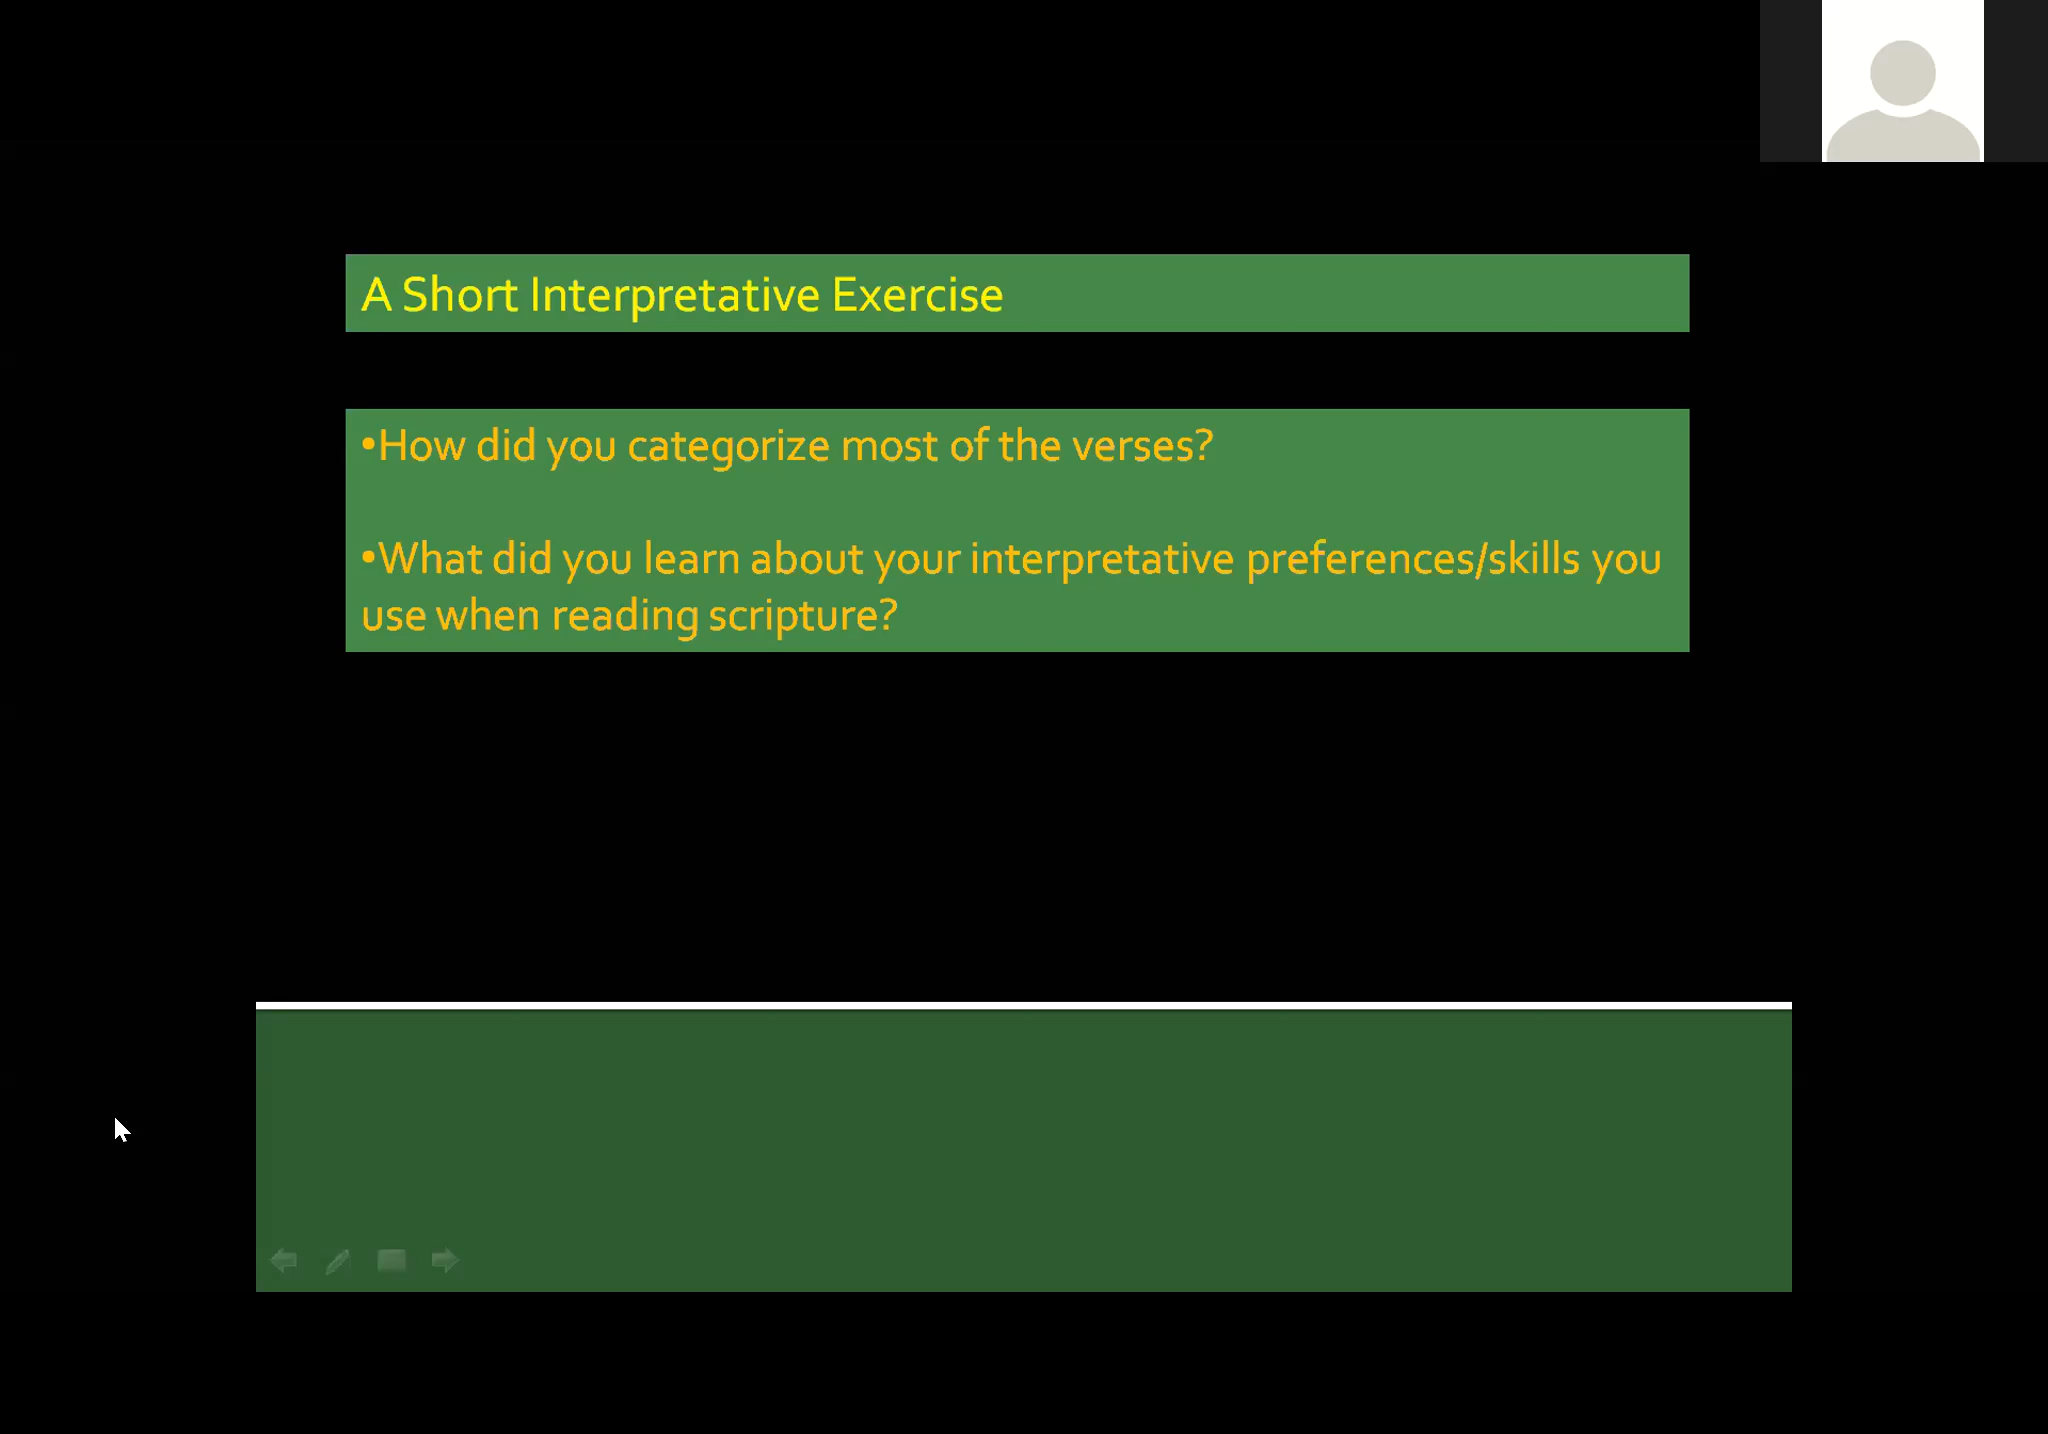 A Short Interpretative Exercise
•How did you categorize most of the verses?
•What did you learn about your interpretative preferences/skills you
use when reading scripture?